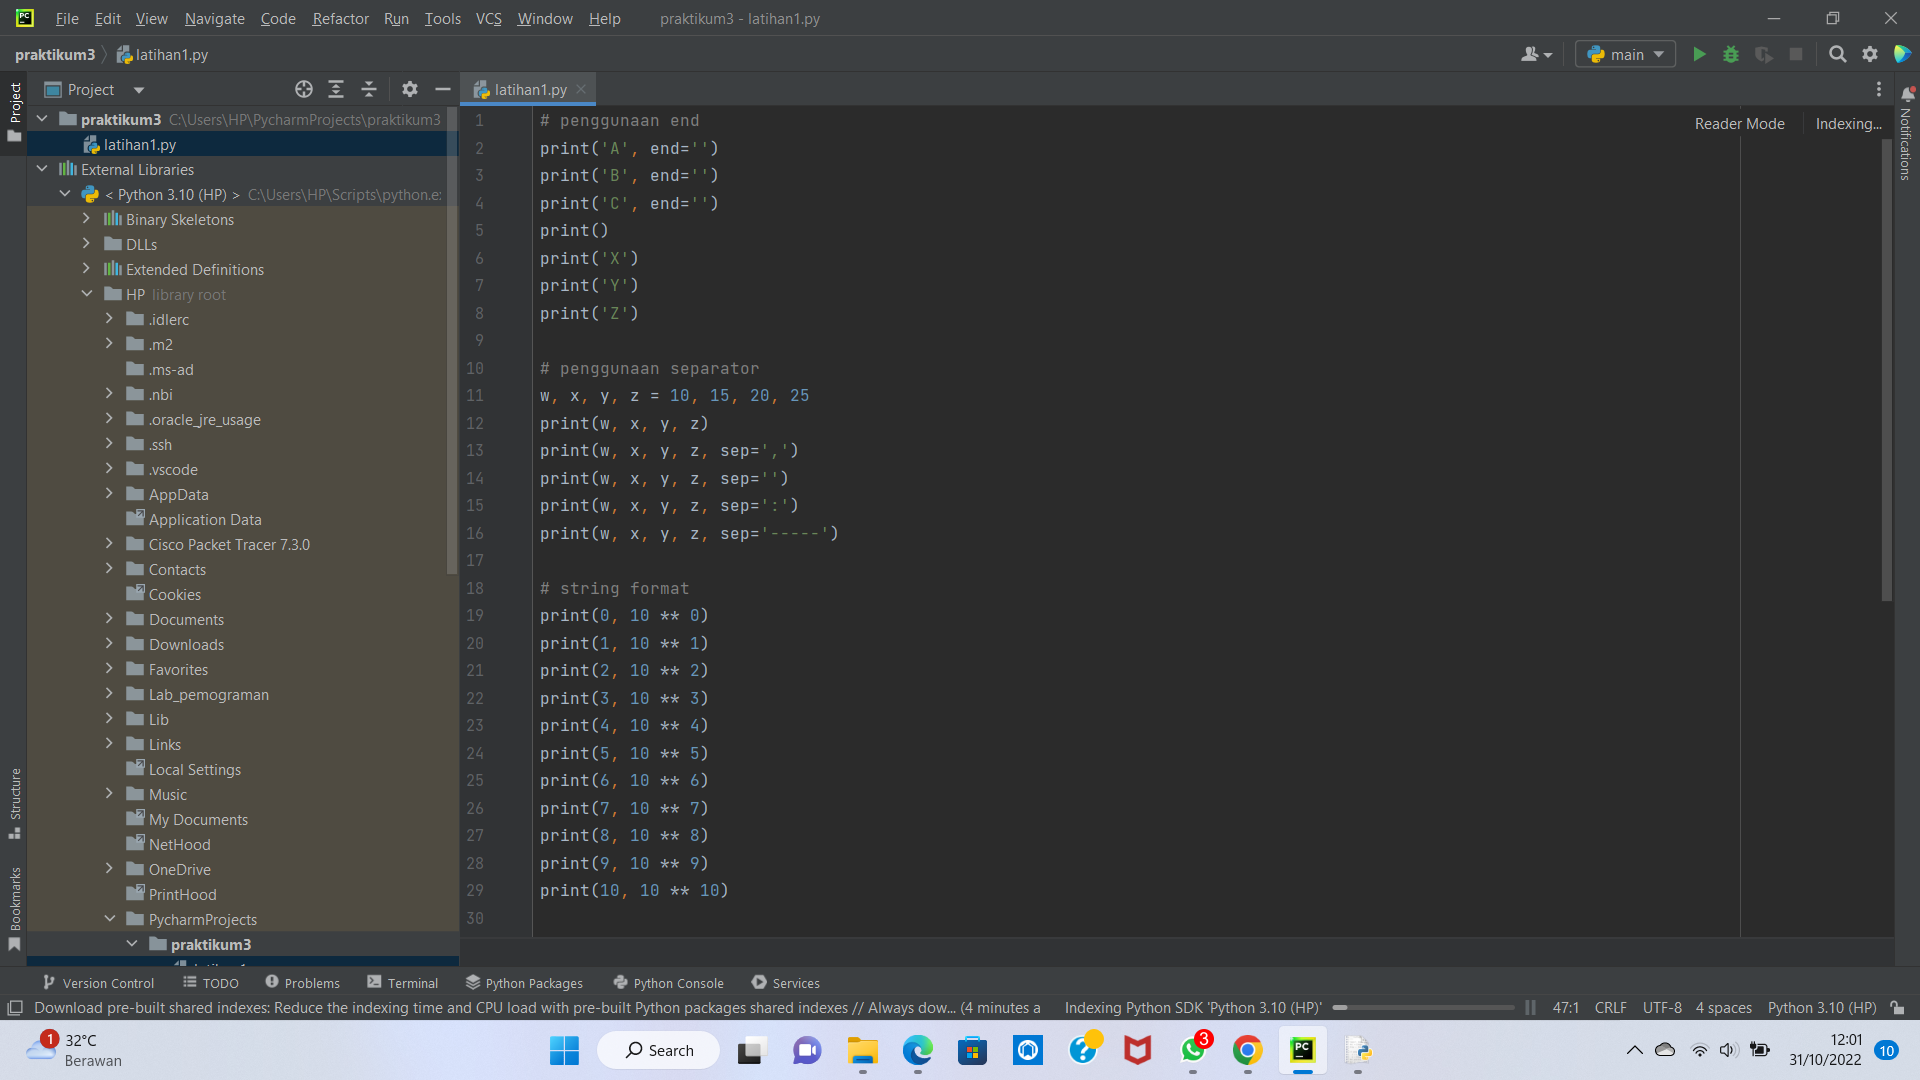 PC
File Edit View Navigate Code Refactor Run Tools VCS Window Help praktikum3 - latihan1.py
praktikum3 latihan1.py main
Project Project latihan1.py
praktikum3 C:\Users\HP\PycharmProjects\praktikum3
latihan1.py
External Libraries
< Python 3.10 (HP) > C:\Users\HP\Scripts\python.e
Binary Skeletons
DLLs
Extended Definitions
HP library root
.idlerc
.m2
.ms-ad
.nbi
.oracle_jre_usage
.ssh
.vscode
AppData
Application Data
Cisco Packet Tracer 7.3.0
Contacts
Cookies
Documents
Downloads
Favorites
Lab_pemograman
Lib
Links
Local Settings
Music
My Documents
NetHood
OneDrive
PrintHood
PycharmProjects
praktikum3
Structure
Bookmarks
1 # penggunaan end
2 print('A', end='')
3 print('B', end='')
4 print('C', end='')
5 print()
6 print('X')
7 print('Y')
8 print('Z')
9
10 # penggunaan separator
11 w, x, y, z = 10, 15, 20, 25
12 print(w, x, y, z)
13 print(w, x, y, z, sep=',')
14 print(w, x, y, z, sep='')
15 print(w, x, y, z, sep=':')
16 print(w, x, y, z, sep='-----')
17
18 # string format
19 print(0, 10 ** 0)
20 print(1, 10 ** 1)
21 print(2, 10 ** 2)
22 print(3, 10 ** 3)
23 print(4, 10 ** 4)
24 print(5, 10 ** 5)
25 print(6, 10 ** 6)
26 print(7, 10 ** 7)
27 print(8, 10 ** 8)
28 print(9, 10 ** 9)
29 print(10, 10 ** 10)
30
Reader Mode Indexing...
Notifications
Version Control TODO Problems Terminal Python Packages Python Console Services
Download pre-built shared indexes: Reduce the indexing time and CPU load with pre-built Python packages shared indexes // Always dow... (4 minutes a Indexing Python SDK 'Python 3.10 (HP)' 47:1 CRLF UTF-8 4 spaces Python 3.10 (HP)
1 32°C
Berawan
Search
PC
3
12:01
31/10/2022
10